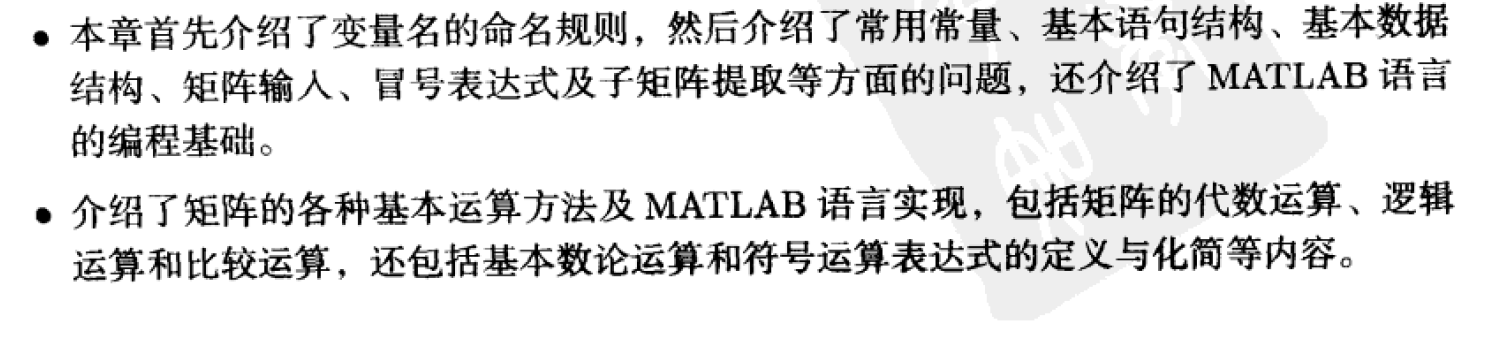 • 本章首先介绍了变量名的命名规则，然后介绍了常用常量、基本语句结构、基本数据
结构、矩阵输入、冒号表达式及子矩阵提取等方面的问题，还介绍了 MATLAB 语言
的编程基础。
• 介绍了矩阵的各种基本运算方法及 MATLAB 语言实现，包括矩阵的代数运算、逻辑
运算和比较运算，还包括基本数论运算和符号运算表达式的定义与化简等内容。